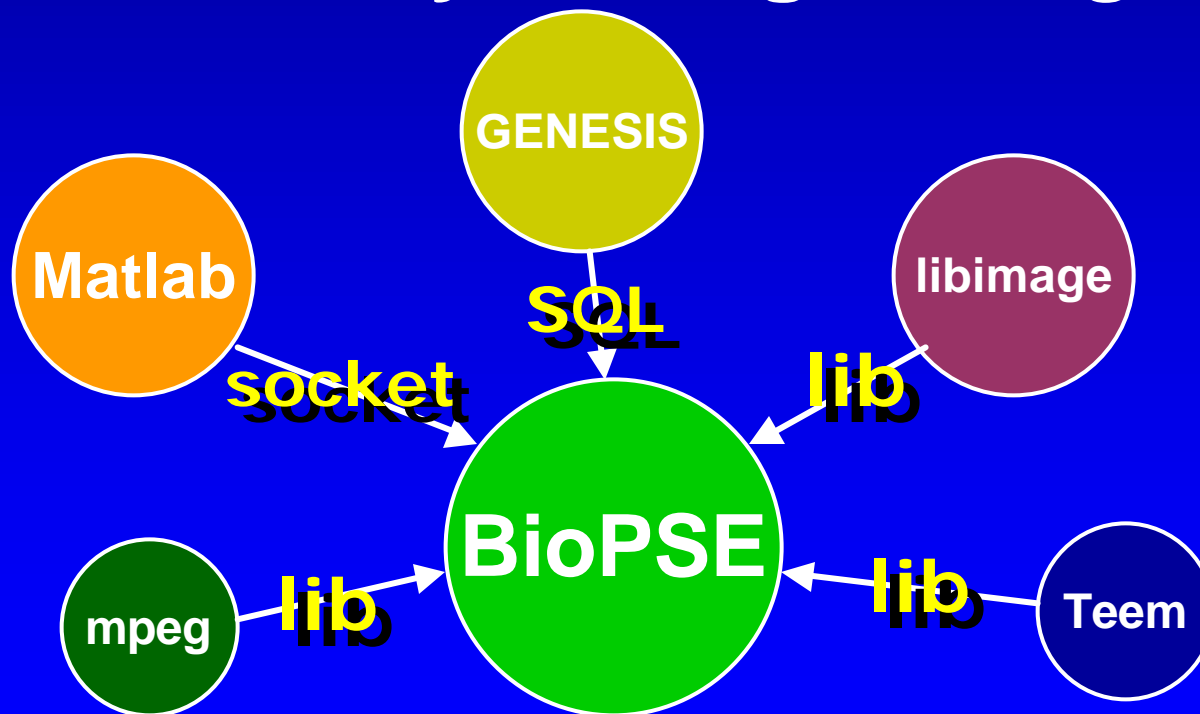 GENESIS
Matlab
libimage
SQL
socket
lib
BioPSE
mpeg
lib
lib
Teem